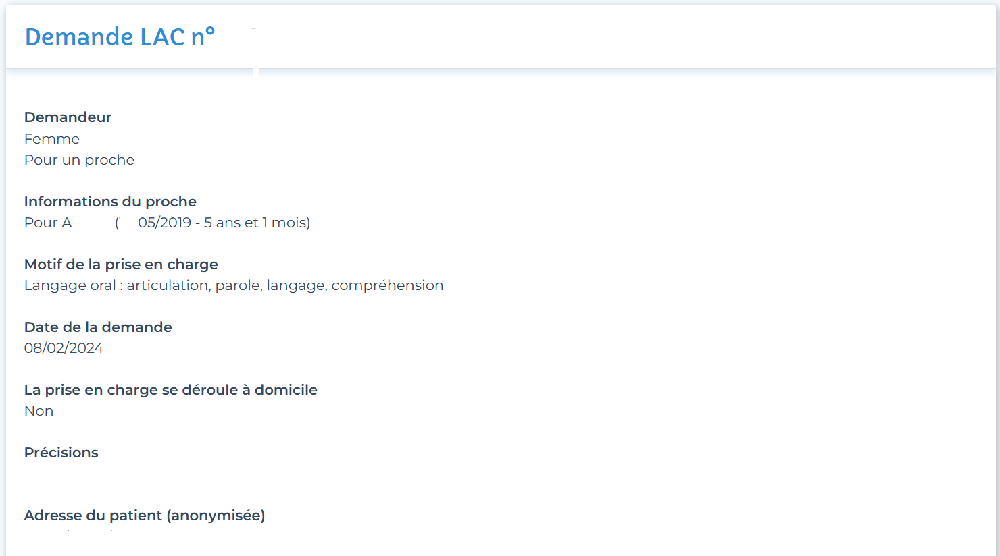 Demande LAC n°
Demandeur
Femme
Pour un proche
Informations du proche
Pour A ( 05/2019 - 5 ans et 1 mois)
Motif de la prise en charge
Langage oral : articulation, parole, langage, compréhension
Date de la demande
08/02/2024
La prise en charge se déroule à domicile
Non
Précisions
Adresse du patient (anonymisée)